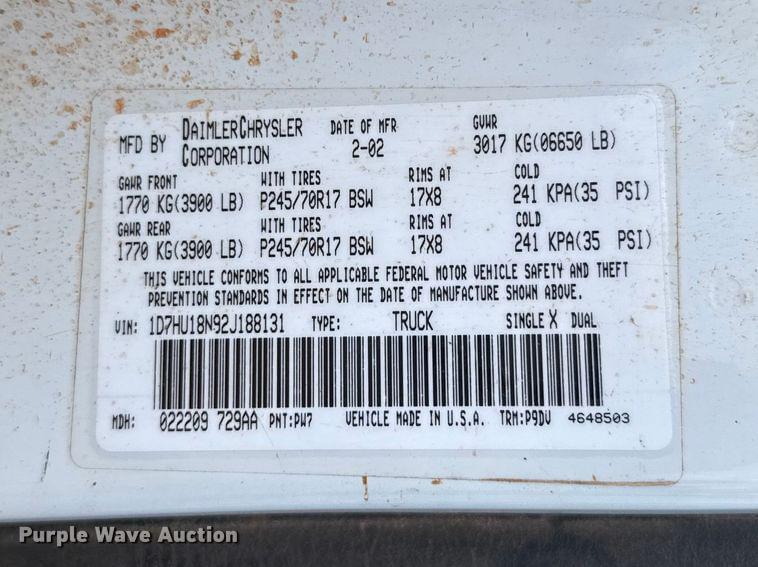 MFD BY DAIMLERCHRYSLER CORPORATION DATE OF MFR 2-02 GVWR 3017 KG(06650 LB)
GAWR FRONT WITH TIRES RIMS AT COLD
1770 KG(3900 LB) P245/70R17 BSW 17X8 241 KPA(35 PSI)
GAWR REAR WITH TIRES RIMS AT COLD
1770 KG(3900 LB) P245/70R17 BSW 17X8 241 KPA(35 PSI)
THIS VEHICLE CONFORMS TO ALL APPLICABLE FEDERAL MOTOR VEHICLE SAFETY AND THEFT
PREVENTION STANDARDS IN EFFECT ON THE DATE OF MANUFACTURE SHOWN ABOVE.
VIN: 1D7HU18N92J188131 TYPE: TRUCK SINGLE X DUAL
MDH: 022209 729AA PNT:PW7 VEHICLE MADE IN U.S.A. TRM:P9DV 4648503
Purple Wave Auction